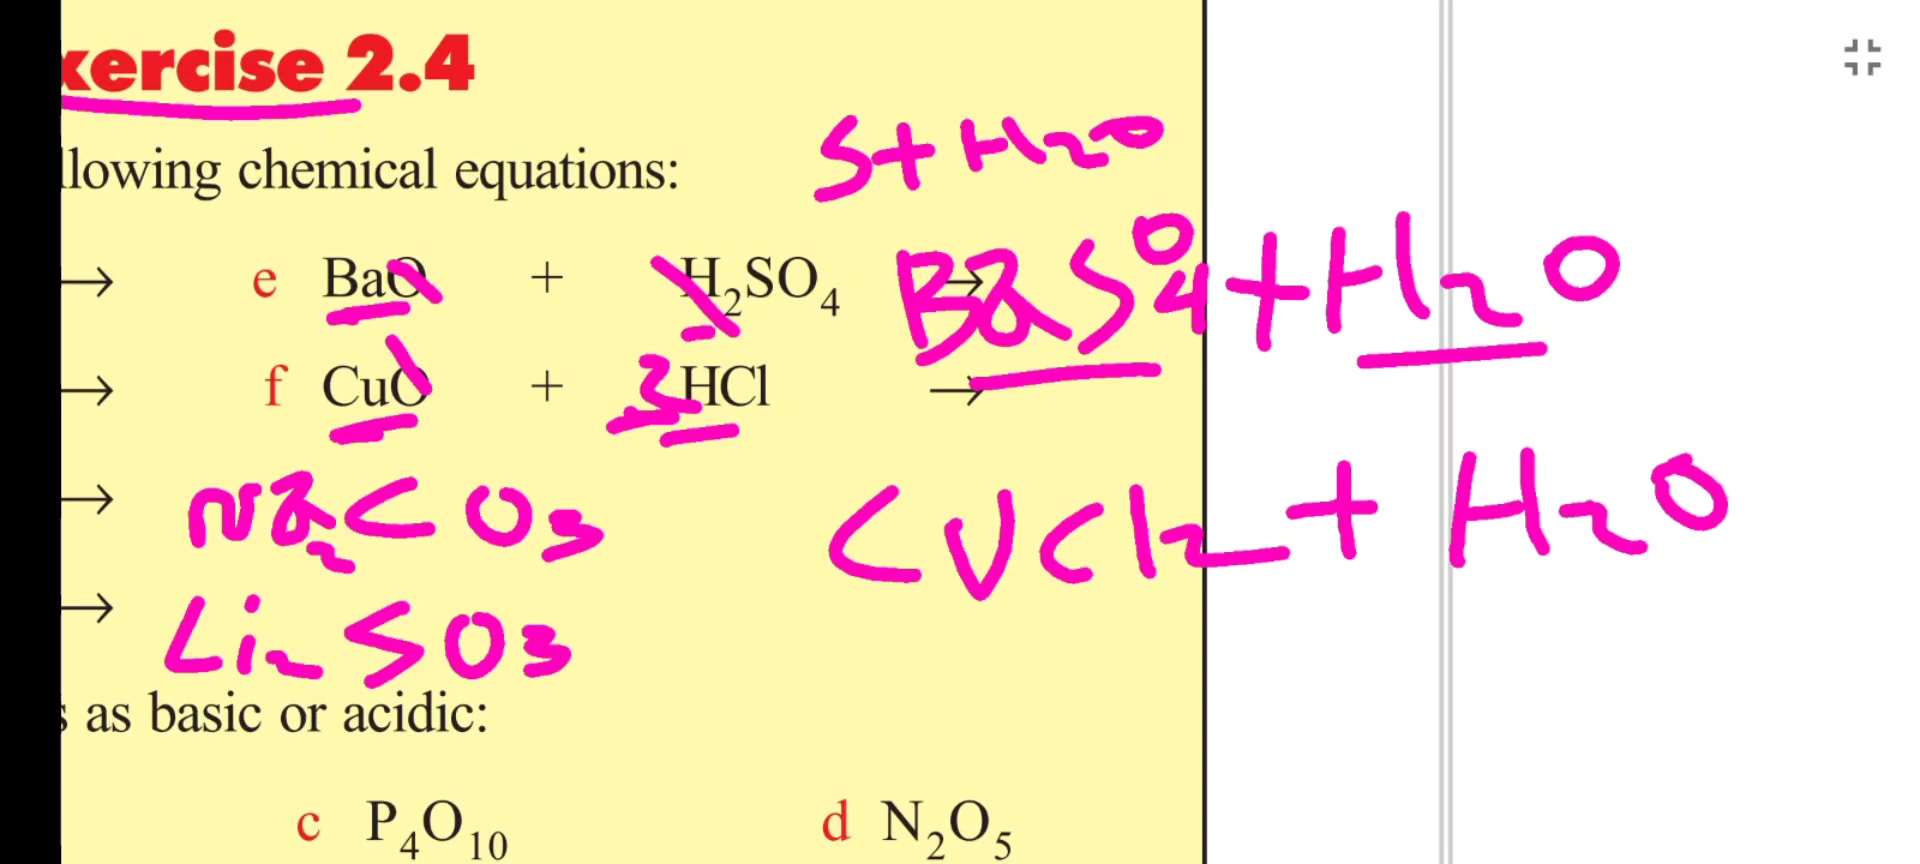 xercise 2.4
S+H2O
llowing chemical equations:
→ e BaO + H₂SO₄ → BaSO4+H2O
→ f CuO + 2HCl →
→ Na2CO3 CuCl2+H2O
→ Li2SO3
s as basic or acidic:
c P₄O₁₀ d N₂O₅